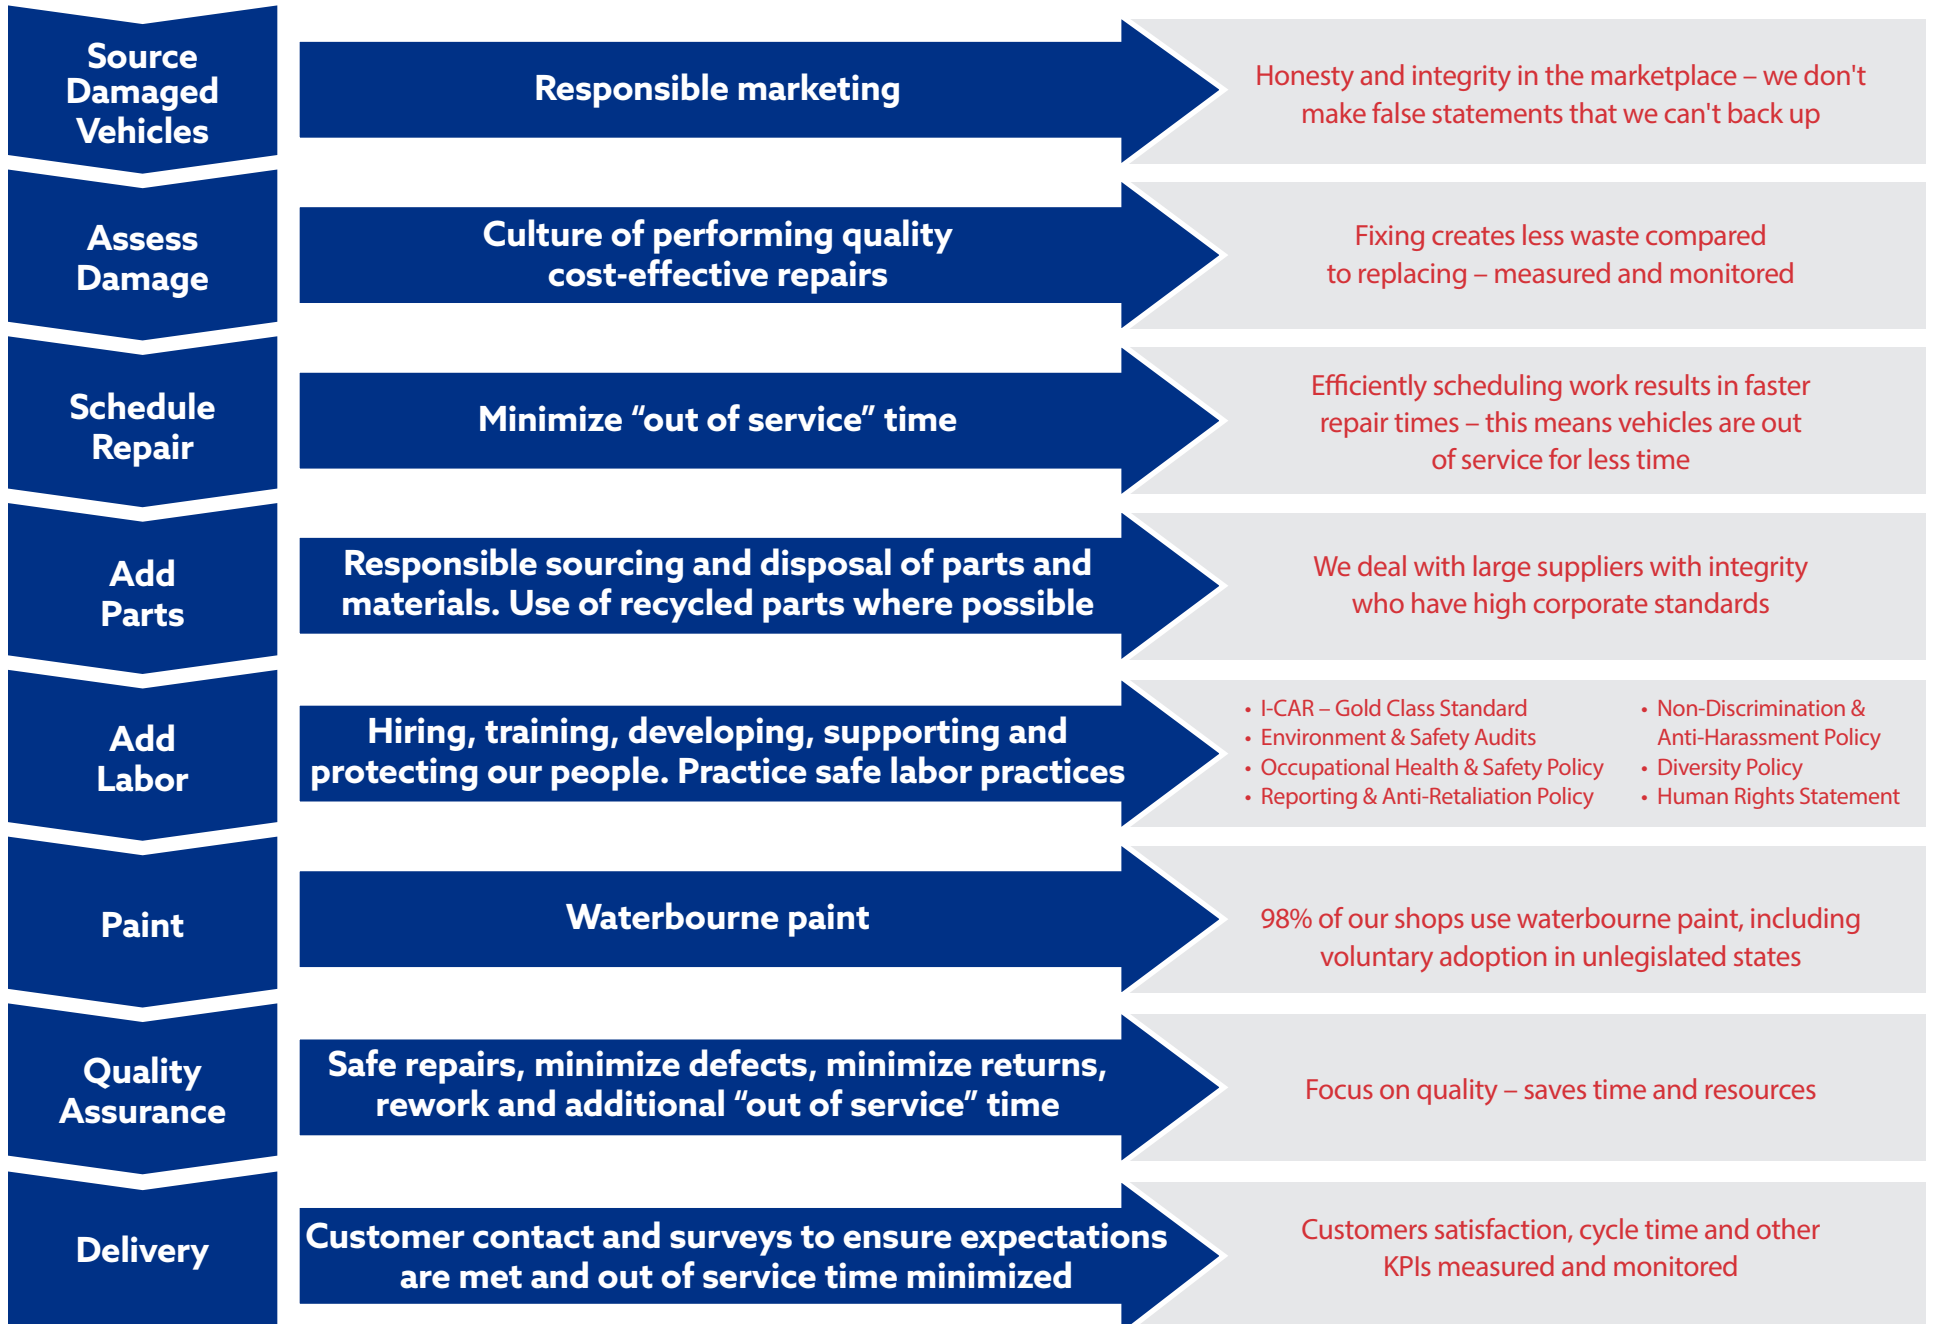 Source
Damaged
Vehicles
Responsible marketing
Honesty and integrity in the marketplace – we don't
make false statements that we can't back up
Assess
Damage
Culture of performing quality
cost-effective repairs
Fixing creates less waste compared
to replacing – measured and monitored
Schedule
Repair
Minimize “out of service” time
Efficiently scheduling work results in faster
repair times – this means vehicles are out
of service for less time
Add
Parts
Responsible sourcing and disposal of parts and
materials. Use of recycled parts where possible
We deal with large suppliers with integrity
who have high corporate standards
Add
Labor
Hiring, training, developing, supporting and
protecting our people. Practice safe labor practices
• I-CAR – Gold Class Standard
• Environment & Safety Audits
• Occupational Health & Safety Policy
• Reporting & Anti-Retaliation Policy
• Non-Discrimination &
Anti-Harassment Policy
• Diversity Policy
• Human Rights Statement
Paint
Waterbourne paint
98% of our shops use waterbourne paint, including
voluntary adoption in unlegislated states
Quality
Assurance
Safe repairs, minimize defects, minimize returns,
rework and additional “out of service” time
Focus on quality – saves time and resources
Delivery
Customer contact and surveys to ensure expectations
are met and out of service time minimized
Customers satisfaction, cycle time and other
KPIs measured and monitored